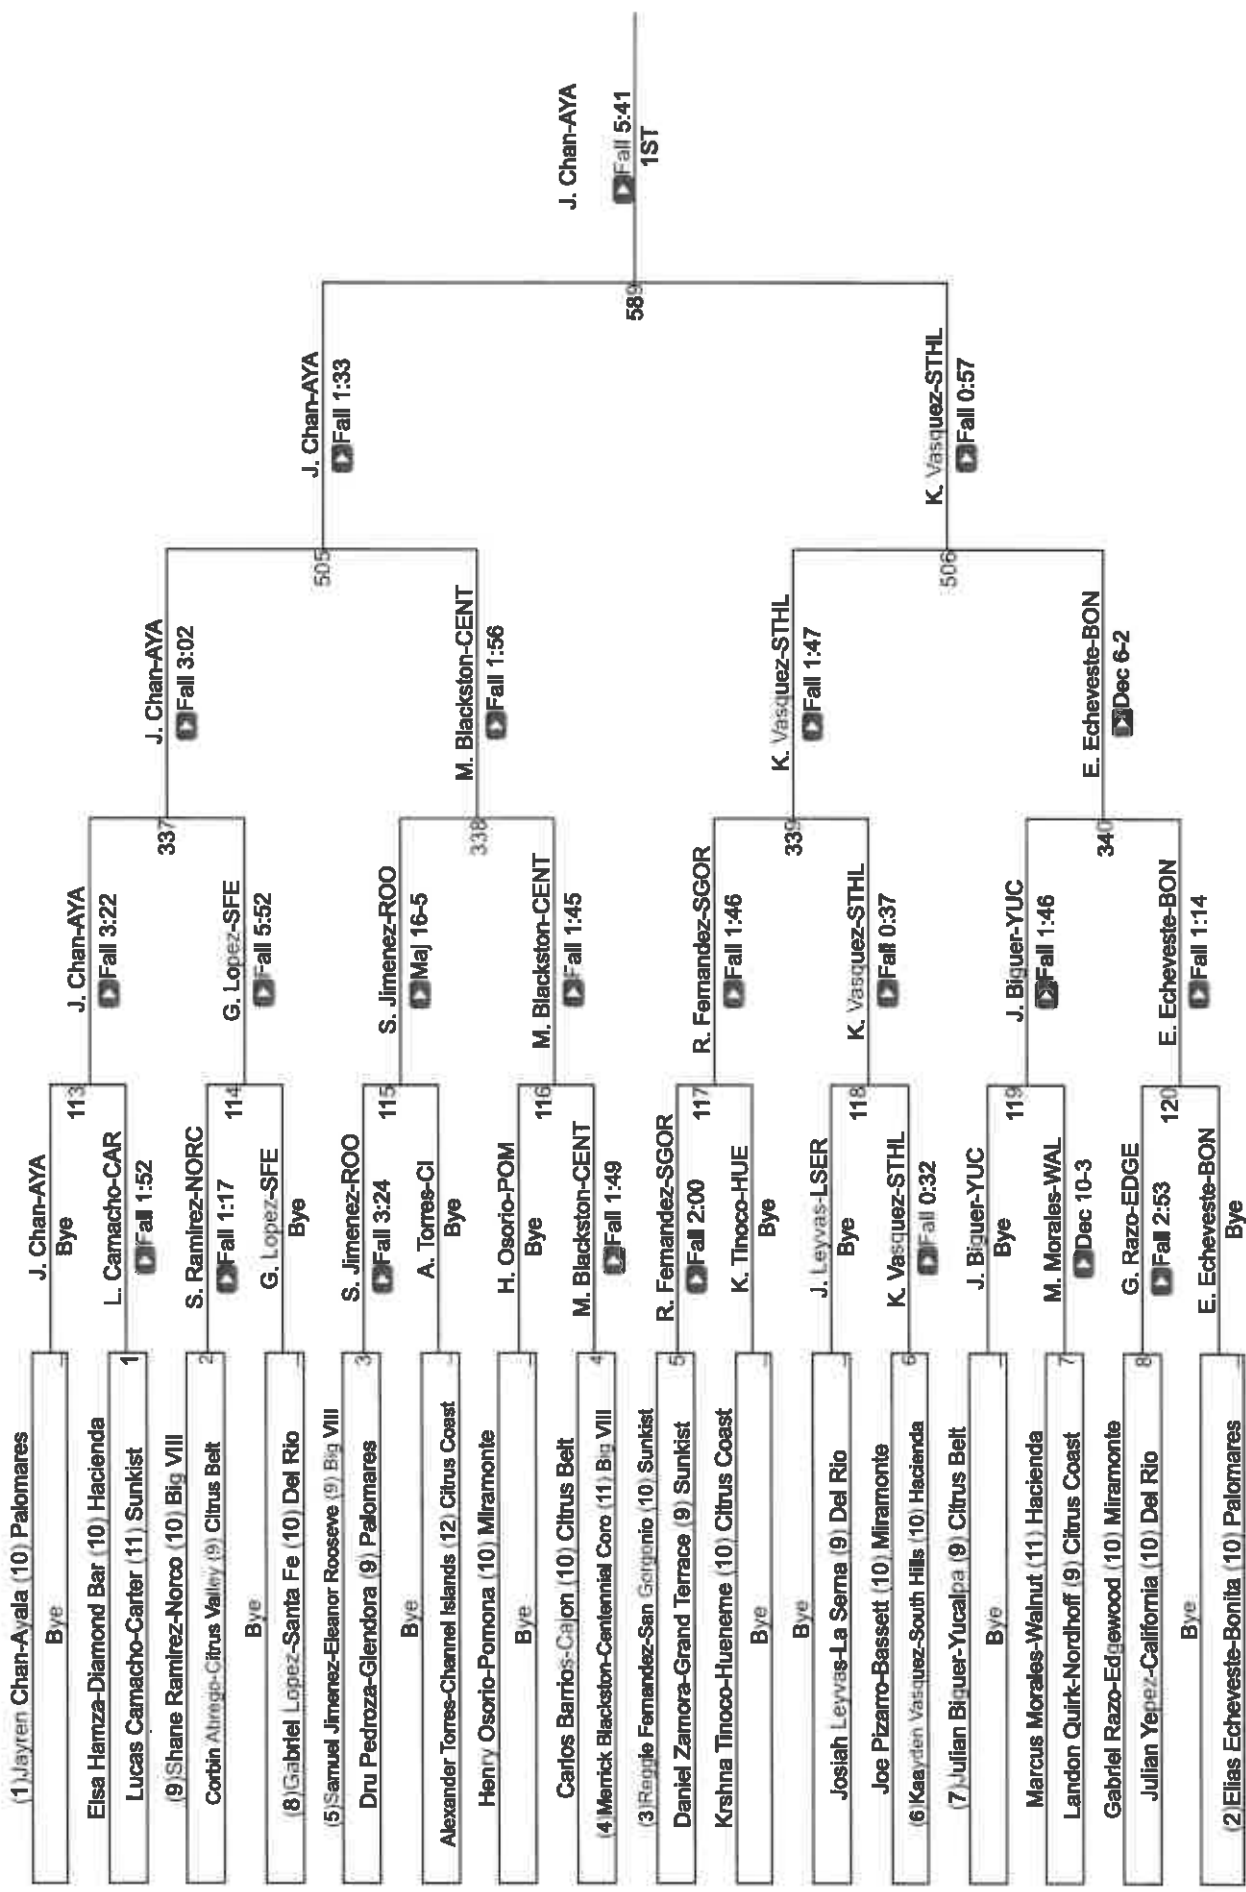 (1)Jayren Chan-Ayala (10) Palomares
Bye
Elsa Hamza-Diamond Bar (10) Hacienda
Lucas Camacho-Carter (11) Sunkist
1
(9)Shane Ramirez-Norco (10) Big VIII
Corbin Abrego-Citrus Valley (9) Citrus Belt
2
Bye
(8)Gabriel Lopez-Santa Fe (10) Del Rio
(5)Samuel Jimenez-Eleanor Rooseve (9) Big VIII
Dru Pedroza-Glendora (9) Palomares
3
Bye
Alexander Torres-Channel Islands (12) Citrus Coast
Henry Osorio-Pomona (10) Miramonte
Bye
Carlos Barrios-Cajon (10) Citrus Belt
(4)Merrick Blackston-Centennial Coro (11) Big VIII
4
(3)Reggie Fernandez-San Gorgonio (10) Sunkist
Daniel Zamora-Grand Terrace (9) Sunkist
5
Krshna Tinoco-Hueneme (10) Citrus Coast
Bye
Bye
Josiah Leyvas-La Serna (9) Del Rio
Joe Pizarro-Bassett (10) Miramonte
(6)Kaayden Vasquez-South Hills (10) Hacienda
6
(7)Julian Biguer-Yucaipa (9) Citrus Belt
Bye
Marcus Morales-Walnut (11) Hacienda
Landon Quirk-Nordhoff (9) Citrus Coast
7
Gabriel Razo-Edgewood (10) Miramonte
Julian Yepez-California (10) Del Rio
8
Bye
(2)Elias Echeveste-Bonita (10) Palomares
J. Chan-AYA
Bye
L. Camacho-CAR
Fall 1:52
S. Ramirez-NORC
Fall 1:17
G. Lopez-SFE
Bye
S. Jimenez-ROO
Fall 3:24
A. Torres-CI
Bye
H. Osorio-POM
Bye
M. Blackston-CENT
Fall 1:49
R. Fernandez-SGOR
Fall 2:00
K. Tinoco-HUE
Bye
J. Leyvas-LSER
Bye
K. Vasquez-STHL
Fall 0:32
J. Biguer-YUC
Bye
M. Morales-WAL
Dec 10-3
G. Razo-EDGE
Fall 2:53
E. Echeveste-BON
Bye
113
114
115
116
117
118
119
120
J. Chan-AYA
Fall 3:22
G. Lopez-SFE
Fall 5:52
S. Jimenez-ROO
Maj 16-5
M. Blackston-CENT
Fall 1:45
R. Fernandez-SGOR
Fall 1:46
K. Vasquez-STHL
Fall 0:37
J. Biguer-YUC
Fall 1:46
E. Echeveste-BON
Fall 1:14
337
338
339
340
J. Chan-AYA
Fall 3:02
M. Blackston-CENT
Fall 1:56
K. Vasquez-STHL
Fall 1:47
E. Echeveste-BON
Dec 6-2
505
506
J. Chan-AYA
Fall 1:33
K. Vasquez-STHL
Fall 0:57
589
J. Chan-AYA
Fall 5:41
1ST